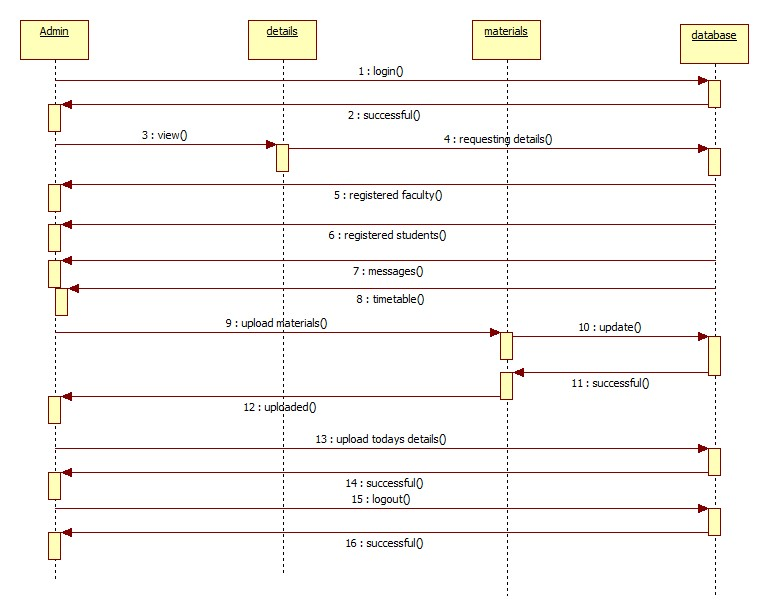 Admin
details
materials
database
1 : login()
2 : successful()
3 : view()
4 : requesting details()
5 : registered faculty()
6 : registered students()
7 : messages()
8 : timetable()
9 : upload materials()
10 : update()
11 : successful()
12 : uploaded()
13 : upload todays details()
14 : successful()
15 : logout()
16 : successful()